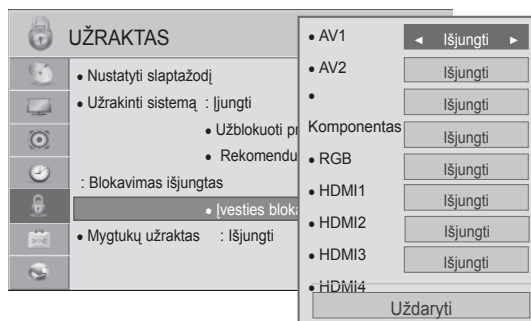 UŽRAKTAS
• Nustatyti slaptažodį
• Užrakinti sistemą : Įjungti
• Užblokuoti pr
• Rekomendu
: Blokavimas išjungtas
• Įvesties bloka
• Mygtukų užraktas : Išjungti
• AV1 ◄ Išjungti ►
• AV2 Išjungti
• Išjungti
Komponentas Išjungti
• RGB Išjungti
• HDMI1 Išjungti
• HDMI2 Išjungti
• HDMI3 Išjungti
• HDMI4
Uždaryti